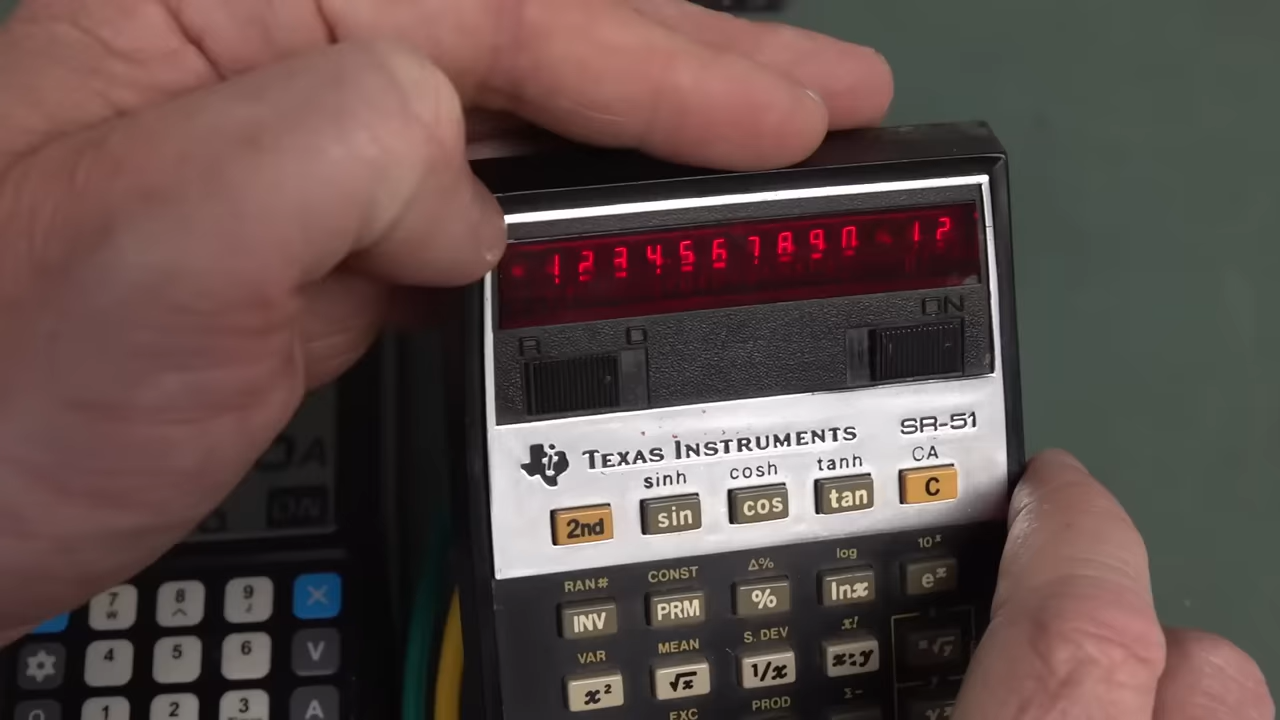 1234567890 12
R D
ON
TEXAS INSTRUMENTS SR-51
sinh cosh tanh CA
2nd sin cos tan C
RAN# CONST Δ% log 10ˣ
INV PRM % lnx eˣ
VAR MEAN S. DEV x!
x² √x 1/x x:y
EXC PROD Σ−
0A
ON
7 8 9 X
W
4 5 6 V
1 2 3 A